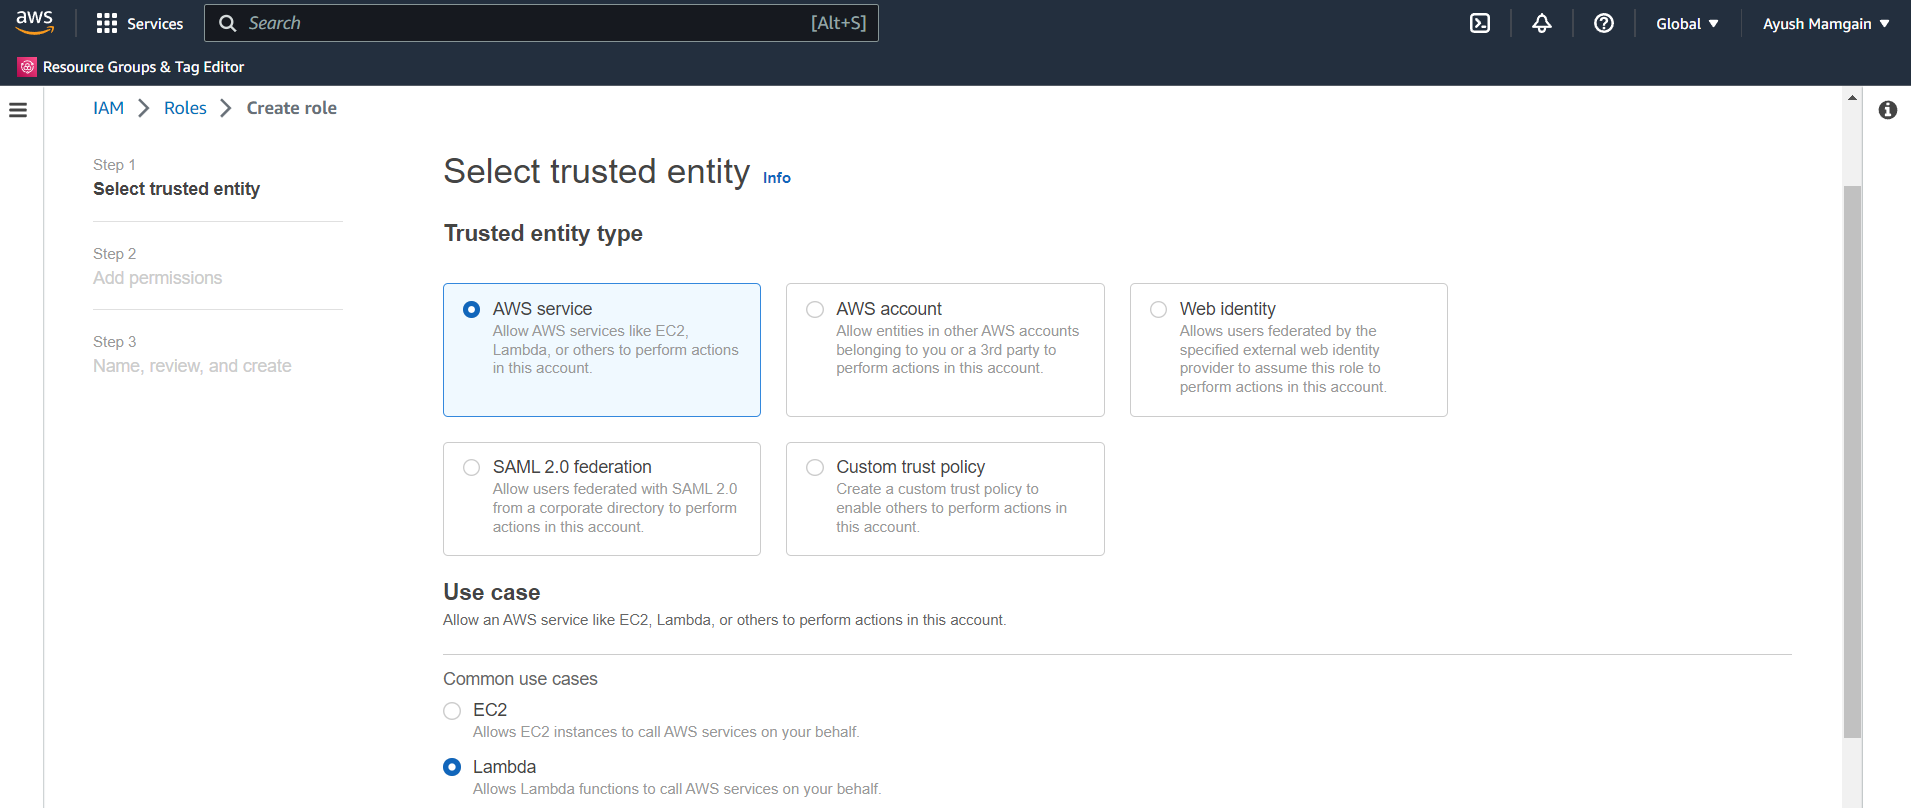 aws
Services
Search
[Alt+S]
Global
Ayush Mamgain
Resource Groups & Tag Editor
IAM
Roles
Create role
Step 1
Select trusted entity
Step 2
Add permissions
Step 3
Name, review, and create
Select trusted entity Info
Trusted entity type
AWS service
Allow AWS services like EC2,
Lambda, or others to perform actions
in this account.
AWS account
Allow entities in other AWS accounts
belonging to you or a 3rd party to
perform actions in this account.
Web identity
Allows users federated by the
specified external web identity
provider to assume this role to
perform actions in this account.
SAML 2.0 federation
Allow users federated with SAML 2.0
from a corporate directory to perform
actions in this account.
Custom trust policy
Create a custom trust policy to
enable others to perform actions in
this account.
Use case
Allow an AWS service like EC2, Lambda, or others to perform actions in this account.
Common use cases
EC2
Allows EC2 instances to call AWS services on your behalf.
Lambda
Allows Lambda functions to call AWS services on your behalf.